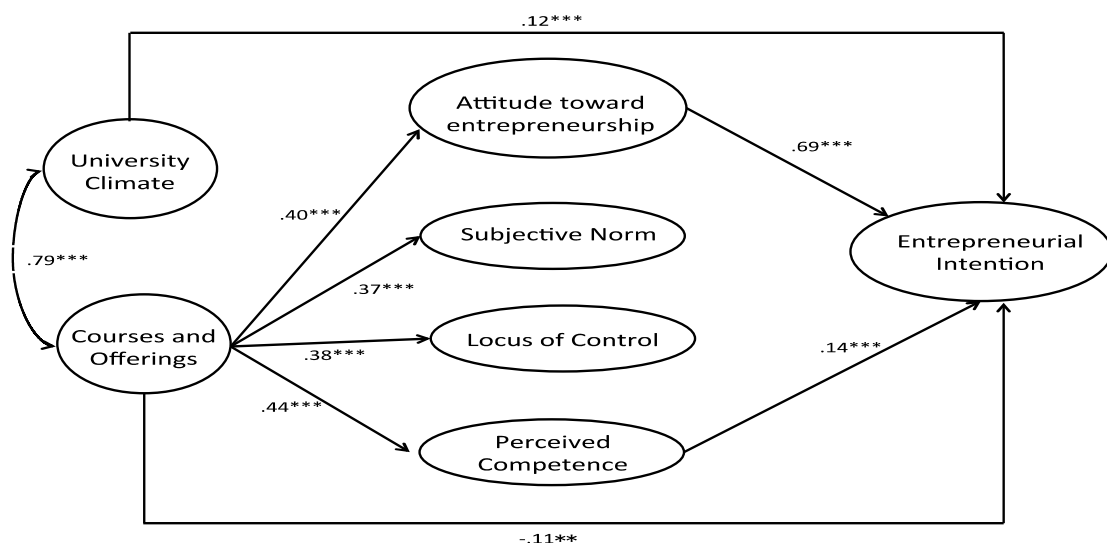 .12***
Attitude toward
entrepreneurship
University
Climate
.69***
.40***
Subjective Norm
Entrepreneurial
Intention
.79***
.37***
Courses and
Offerings
Locus of Control
.38***
.14***
.44***
Perceived
Competence
-.11**